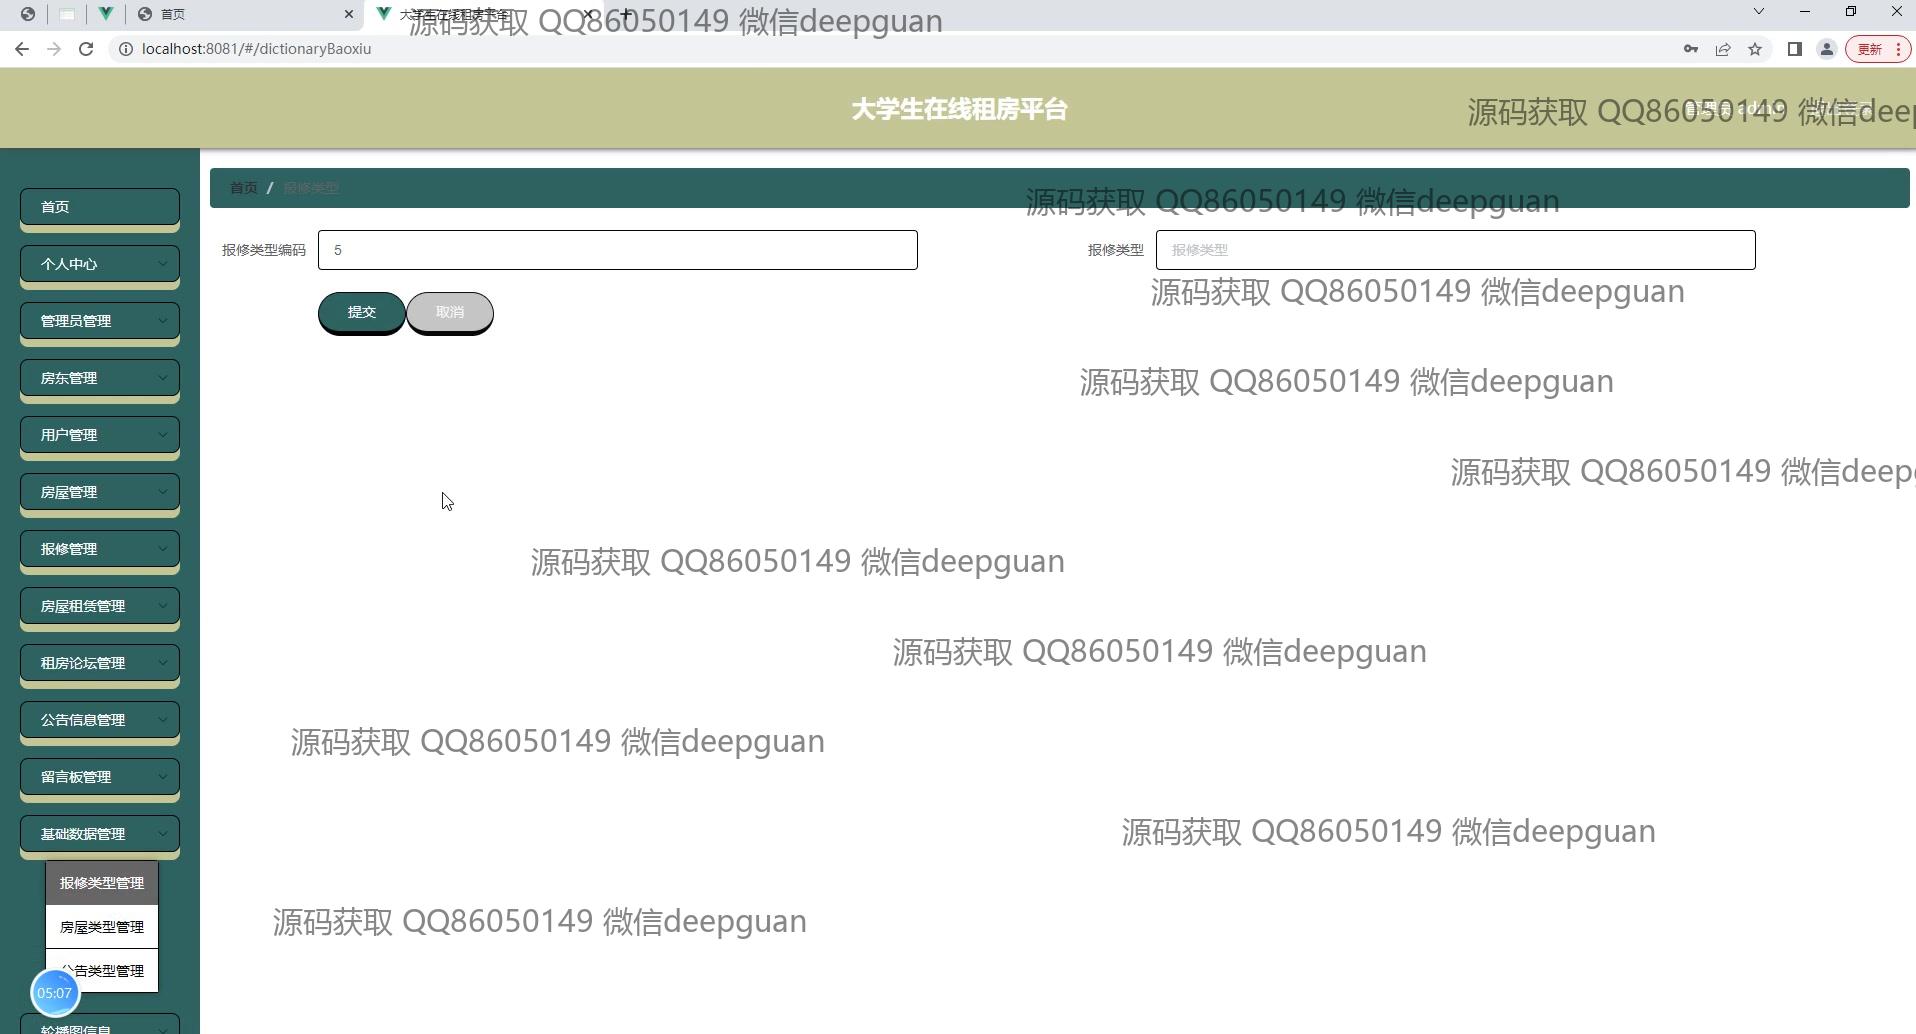 首页
大学生在线租房平台
源码获取 QQ86050149 微信deepguan
localhost:8081/#/dictionaryBaoxiu
更新
大学生在线租房平台
源码获取 QQ86050149 微信deep
首页 / 报修类型
源码获取 QQ86050149 微信deepguan
报修类型编码 5 报修类型 报修类型
源码获取 QQ86050149 微信deepguan
提交 取消
源码获取 QQ86050149 微信deepguan
源码获取 QQ86050149 微信deep
源码获取 QQ86050149 微信deepguan
源码获取 QQ86050149 微信deepguan
源码获取 QQ86050149 微信deepguan
源码获取 QQ86050149 微信deepguan
源码获取 QQ86050149 微信deepguan
首页
个人中心
管理员管理
房东管理
用户管理
房屋管理
报修管理
房屋租赁管理
租房论坛管理
公告信息管理
留言板管理
基础数据管理
报修类型管理
房屋类型管理
公告类型管理
05:07
轮播图信息